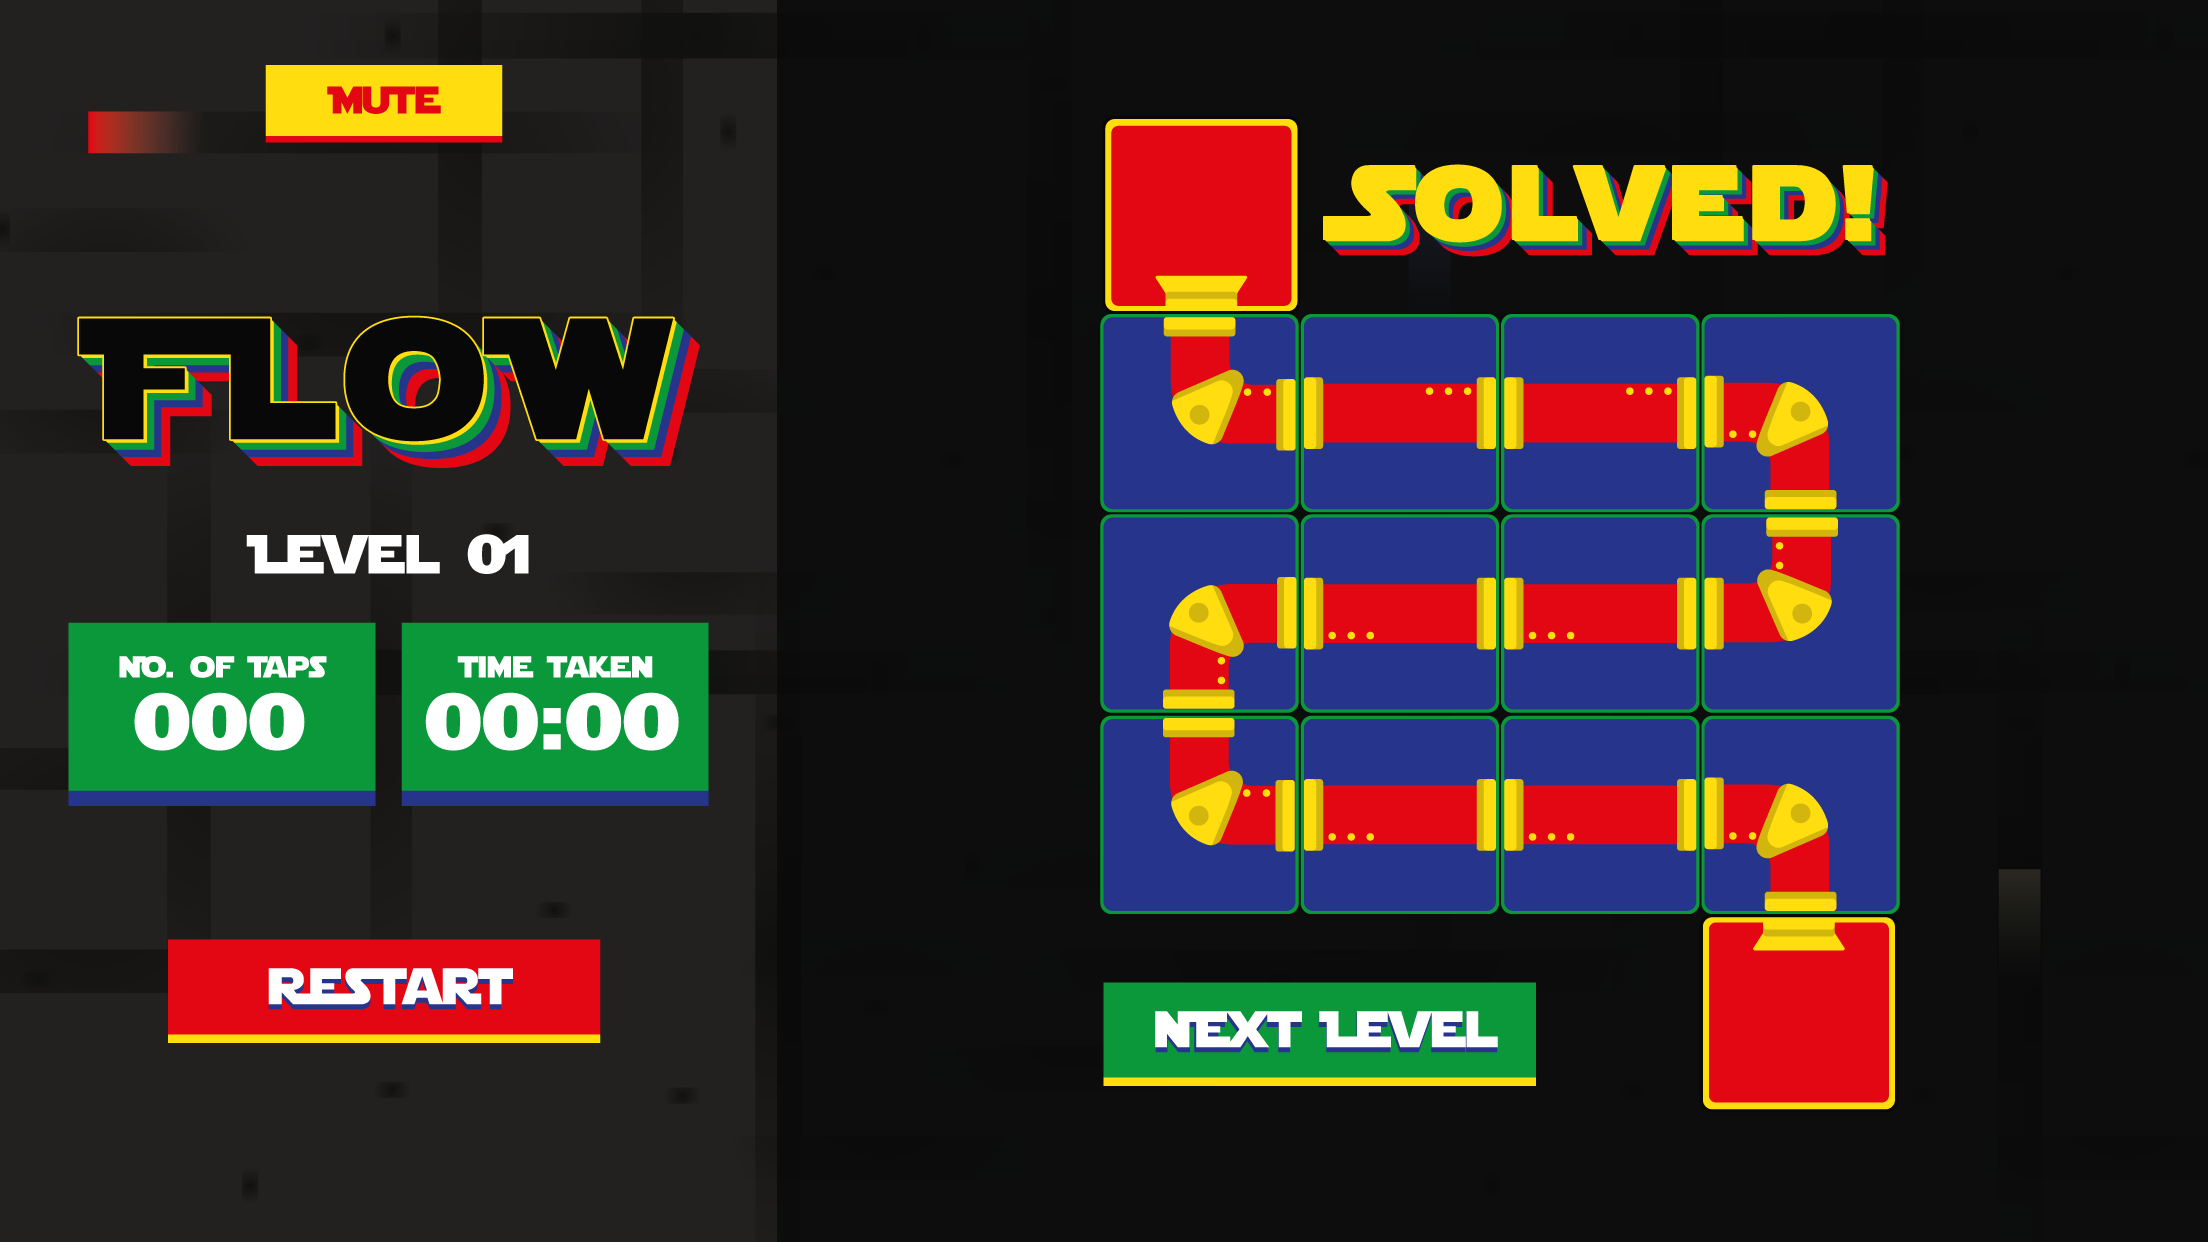 MUTE
FLOW
LEVEL 01
NO. OF TAPS
000
TIME TAKEN
00:00
RESTART
SOLVED!
NEXT LEVEL